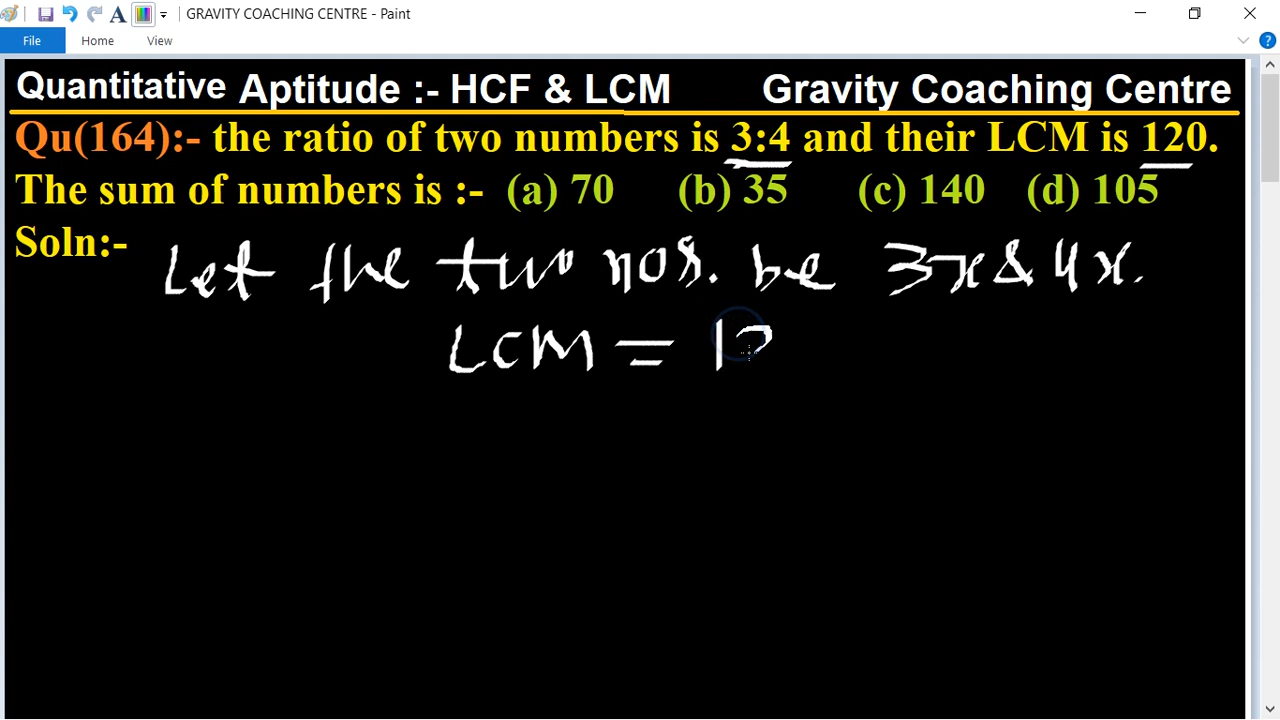 GRAVITY COACHING CENTRE - Paint
File Home View
Quantitative Aptitude :- HCF & LCM Gravity Coaching Centre
Qu(164):- the ratio of two numbers is 3:4 and their LCM is 120.
The sum of numbers is :- (a) 70 (b) 35 (c) 140 (d) 105
Soln:- Let the two nos. be 3x & 4x.
LCM = 12